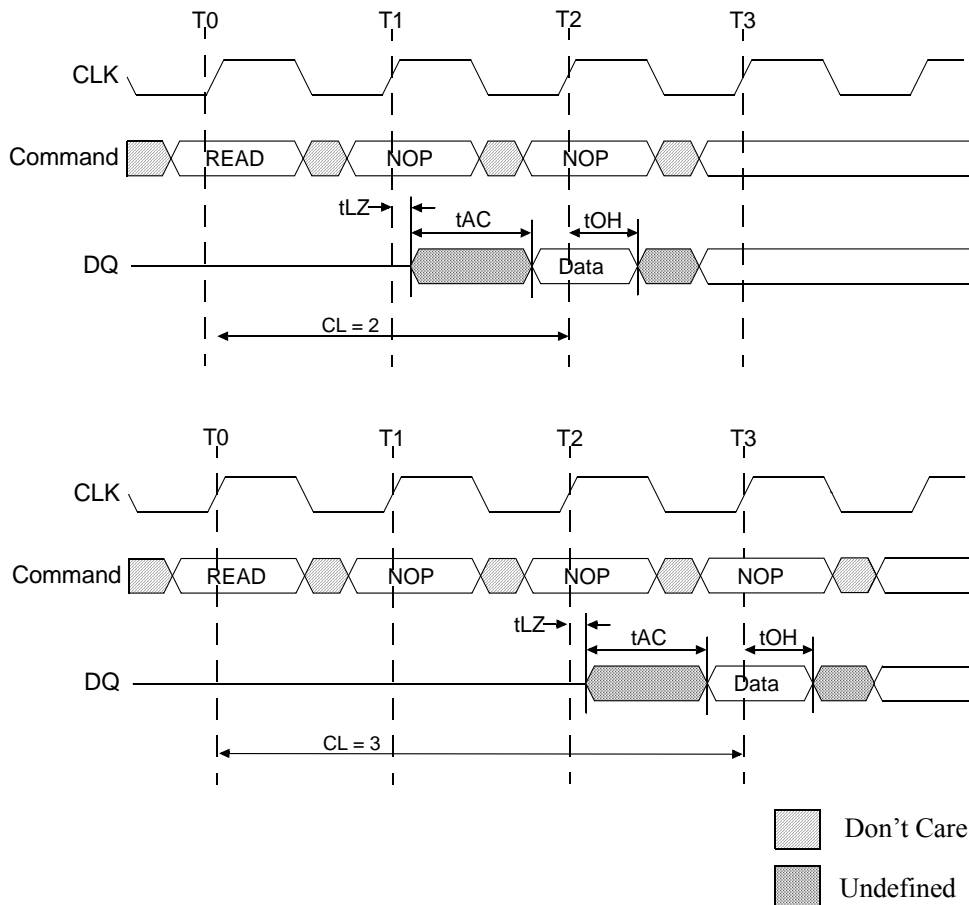 T0 T1 T2 T3
CLK
Command READ NOP NOP
tLZ tAC tOH
DQ Data
CL = 2
T0 T1 T2 T3
CLK
Command READ NOP NOP NOP
tLZ tAC tOH
DQ Data
CL = 3
Don't Care
Undefined